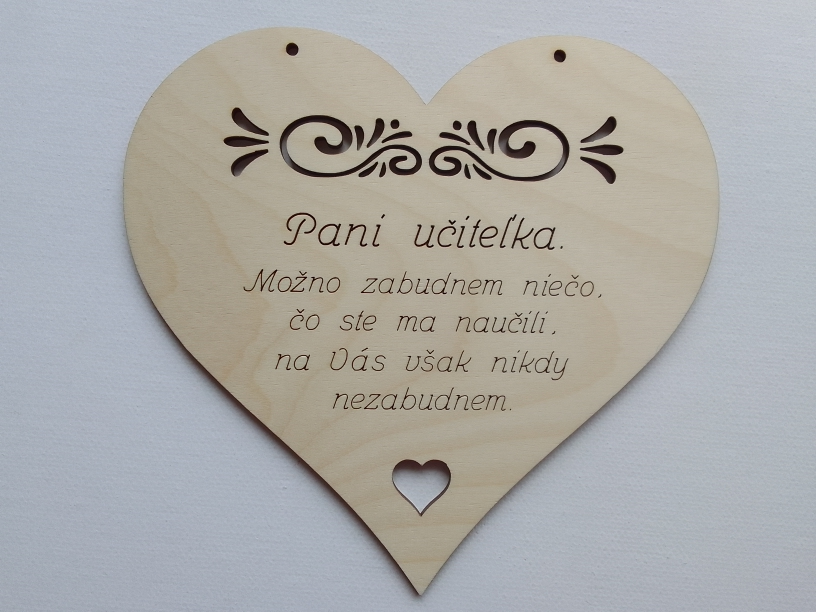 Pani učiteľka.
Možno zabudnem niečo,
čo ste ma naučili,
na Vás však nikdy
nezabudnem.